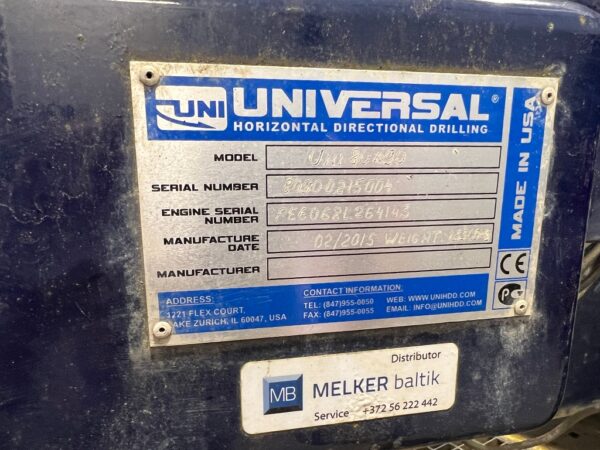 UNI UNIVERSAL®
HORIZONTAL DIRECTIONAL DRILLING
MODEL Uni
SERIAL NUMBER
ENGINE SERIAL NUMBER PE6068L264143
MANUFACTURE DATE 02/2015 WEIGHT
MANUFACTURER
ADDRESS:
1221 FLEX COURT,
LAKE ZURICH, IL 60047, USA
CONTACT INFORMATION:
TEL: (847)955-0050 WEB: WWW.UNIHDD.COM
FAX: (847)955-0055 EMAIL: INFO@UNIHDD.COM
MADE IN USA
CE
Distributor
MB MELKER baltik
Service +372 56 222 442